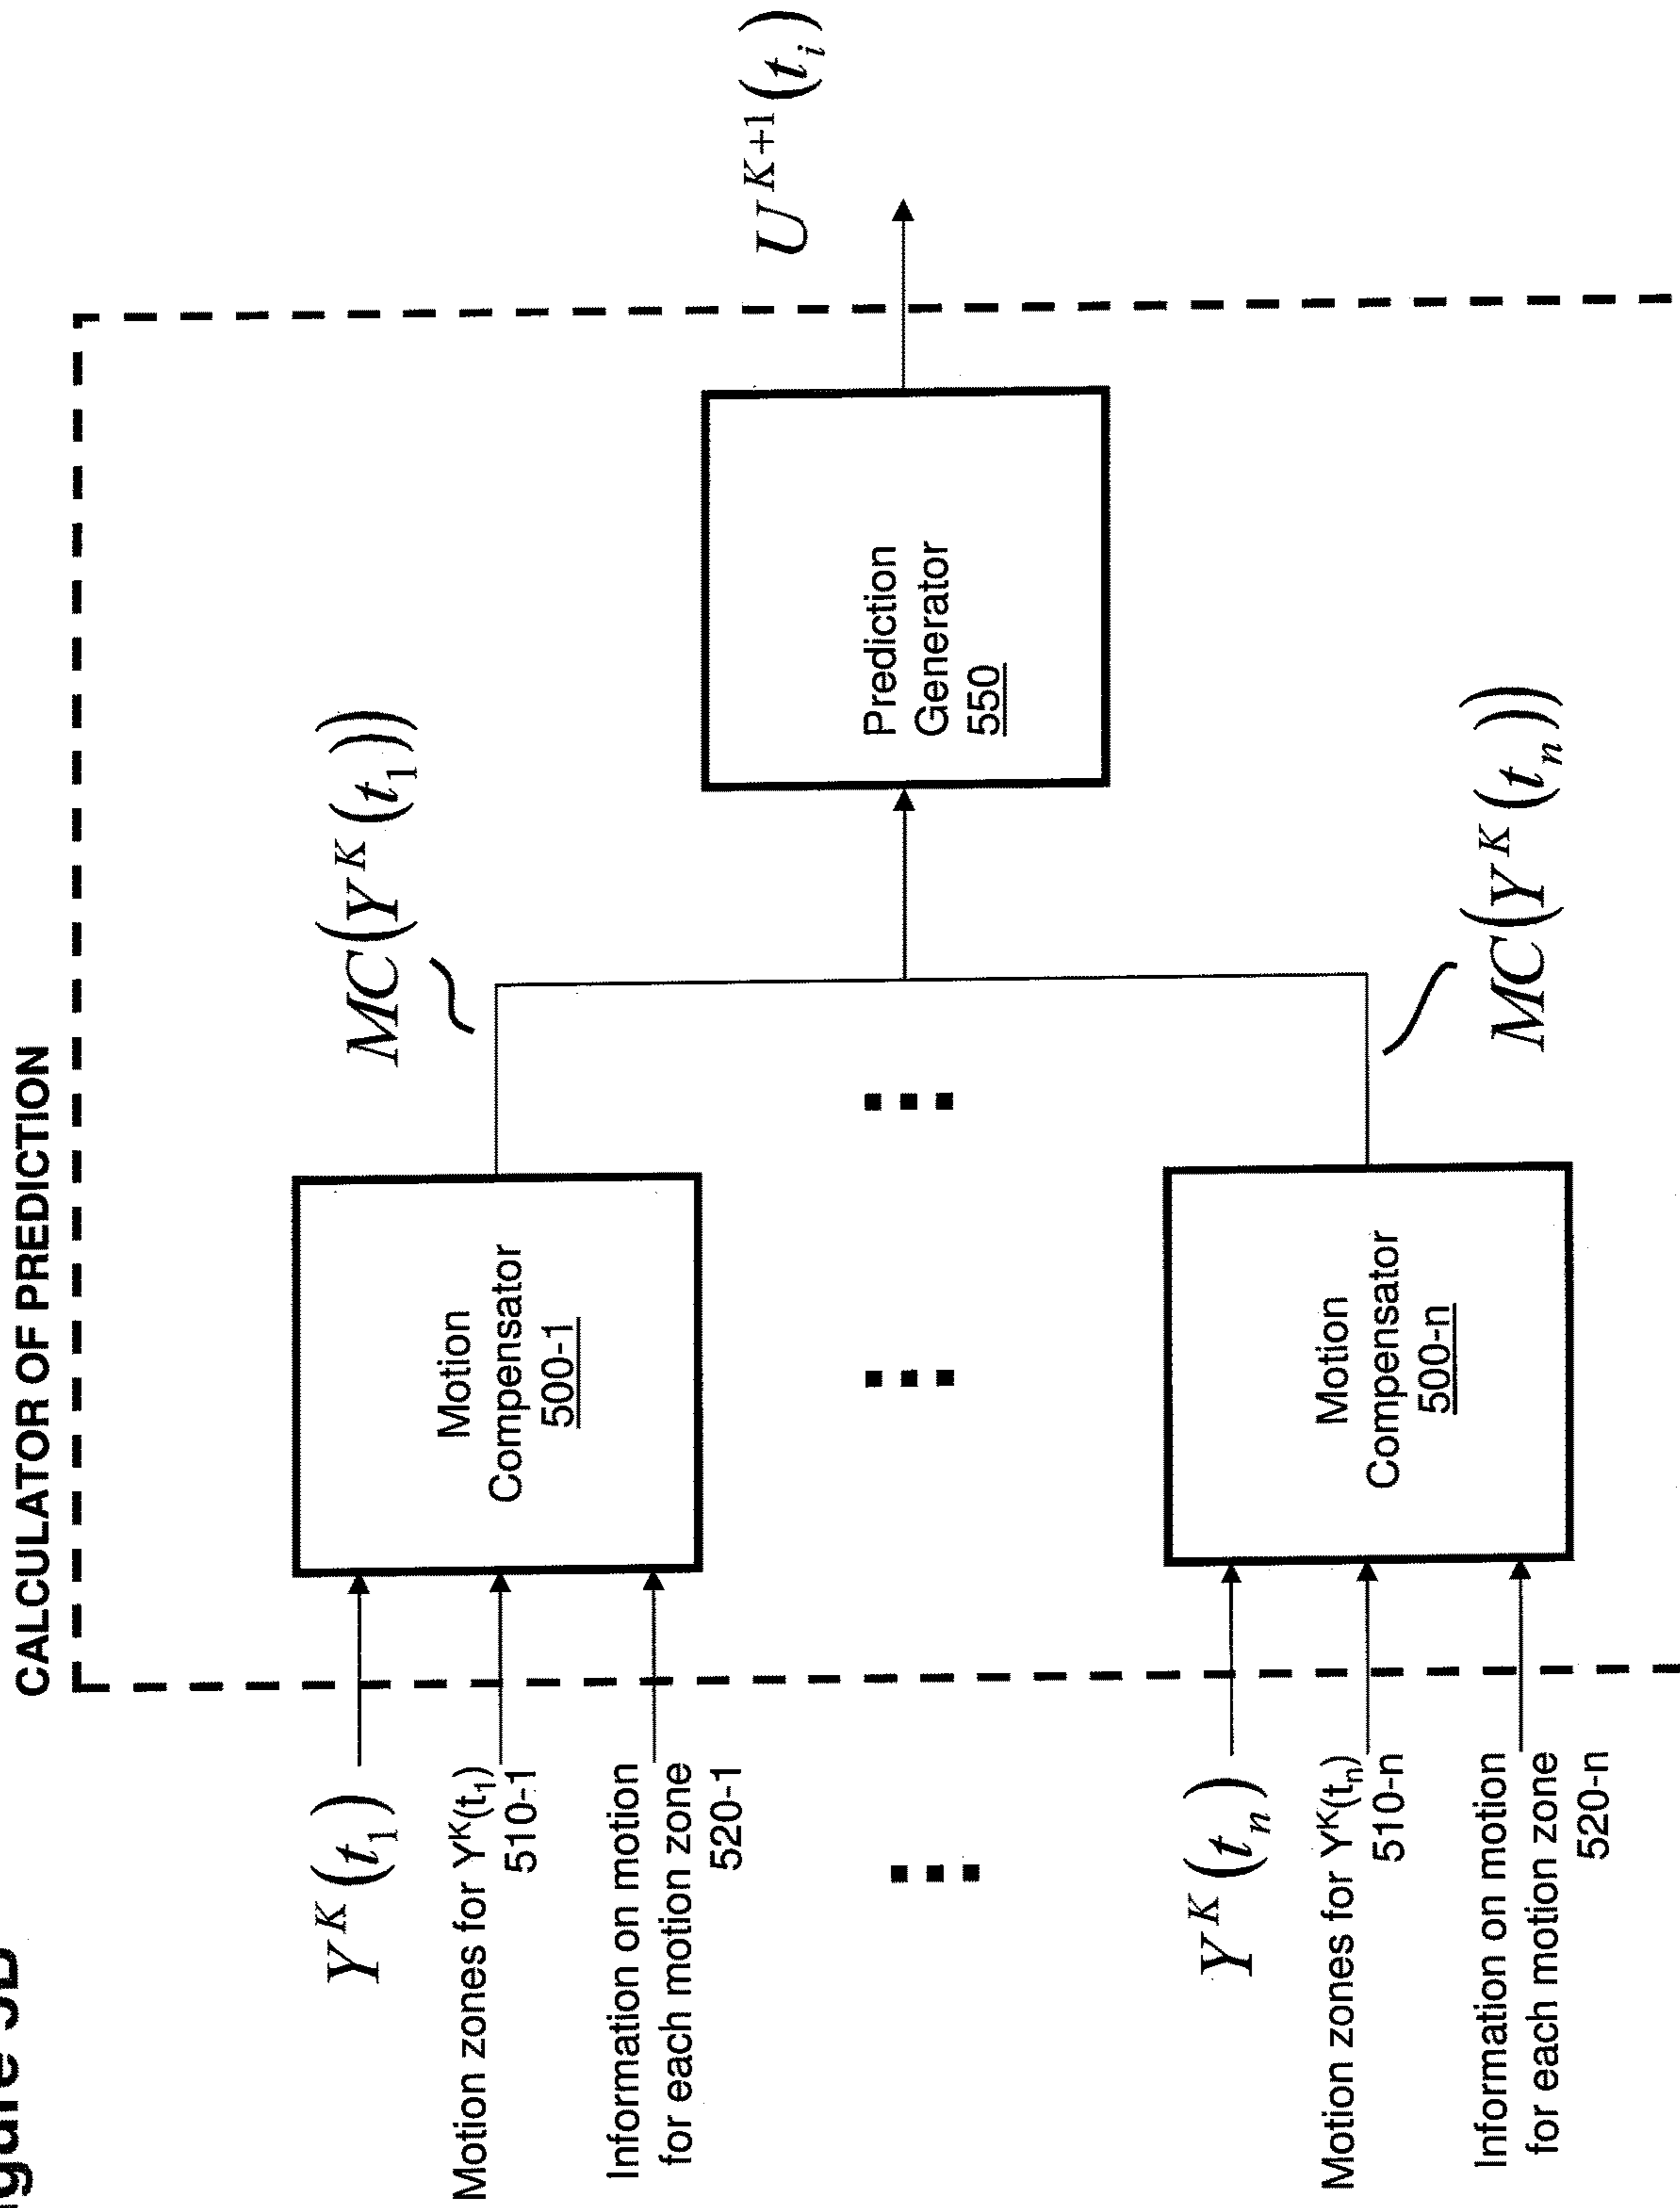 CALCULATOR OF PREDICTION
Y^K(t_1)
Motion zones for Y^K(t_1)
510-1
Information on motion
for each motion zone
520-1
Motion
Compensator
500-1
MC(Y^K(t_1))
Prediction
Generator
550
U^{K+1}(t_i)
Y^K(t_n)
Motion zones for Y^K(t_n)
510-n
Information on motion
for each motion zone
520-n
Motion
Compensator
500-n
MC(Y^K(t_n))